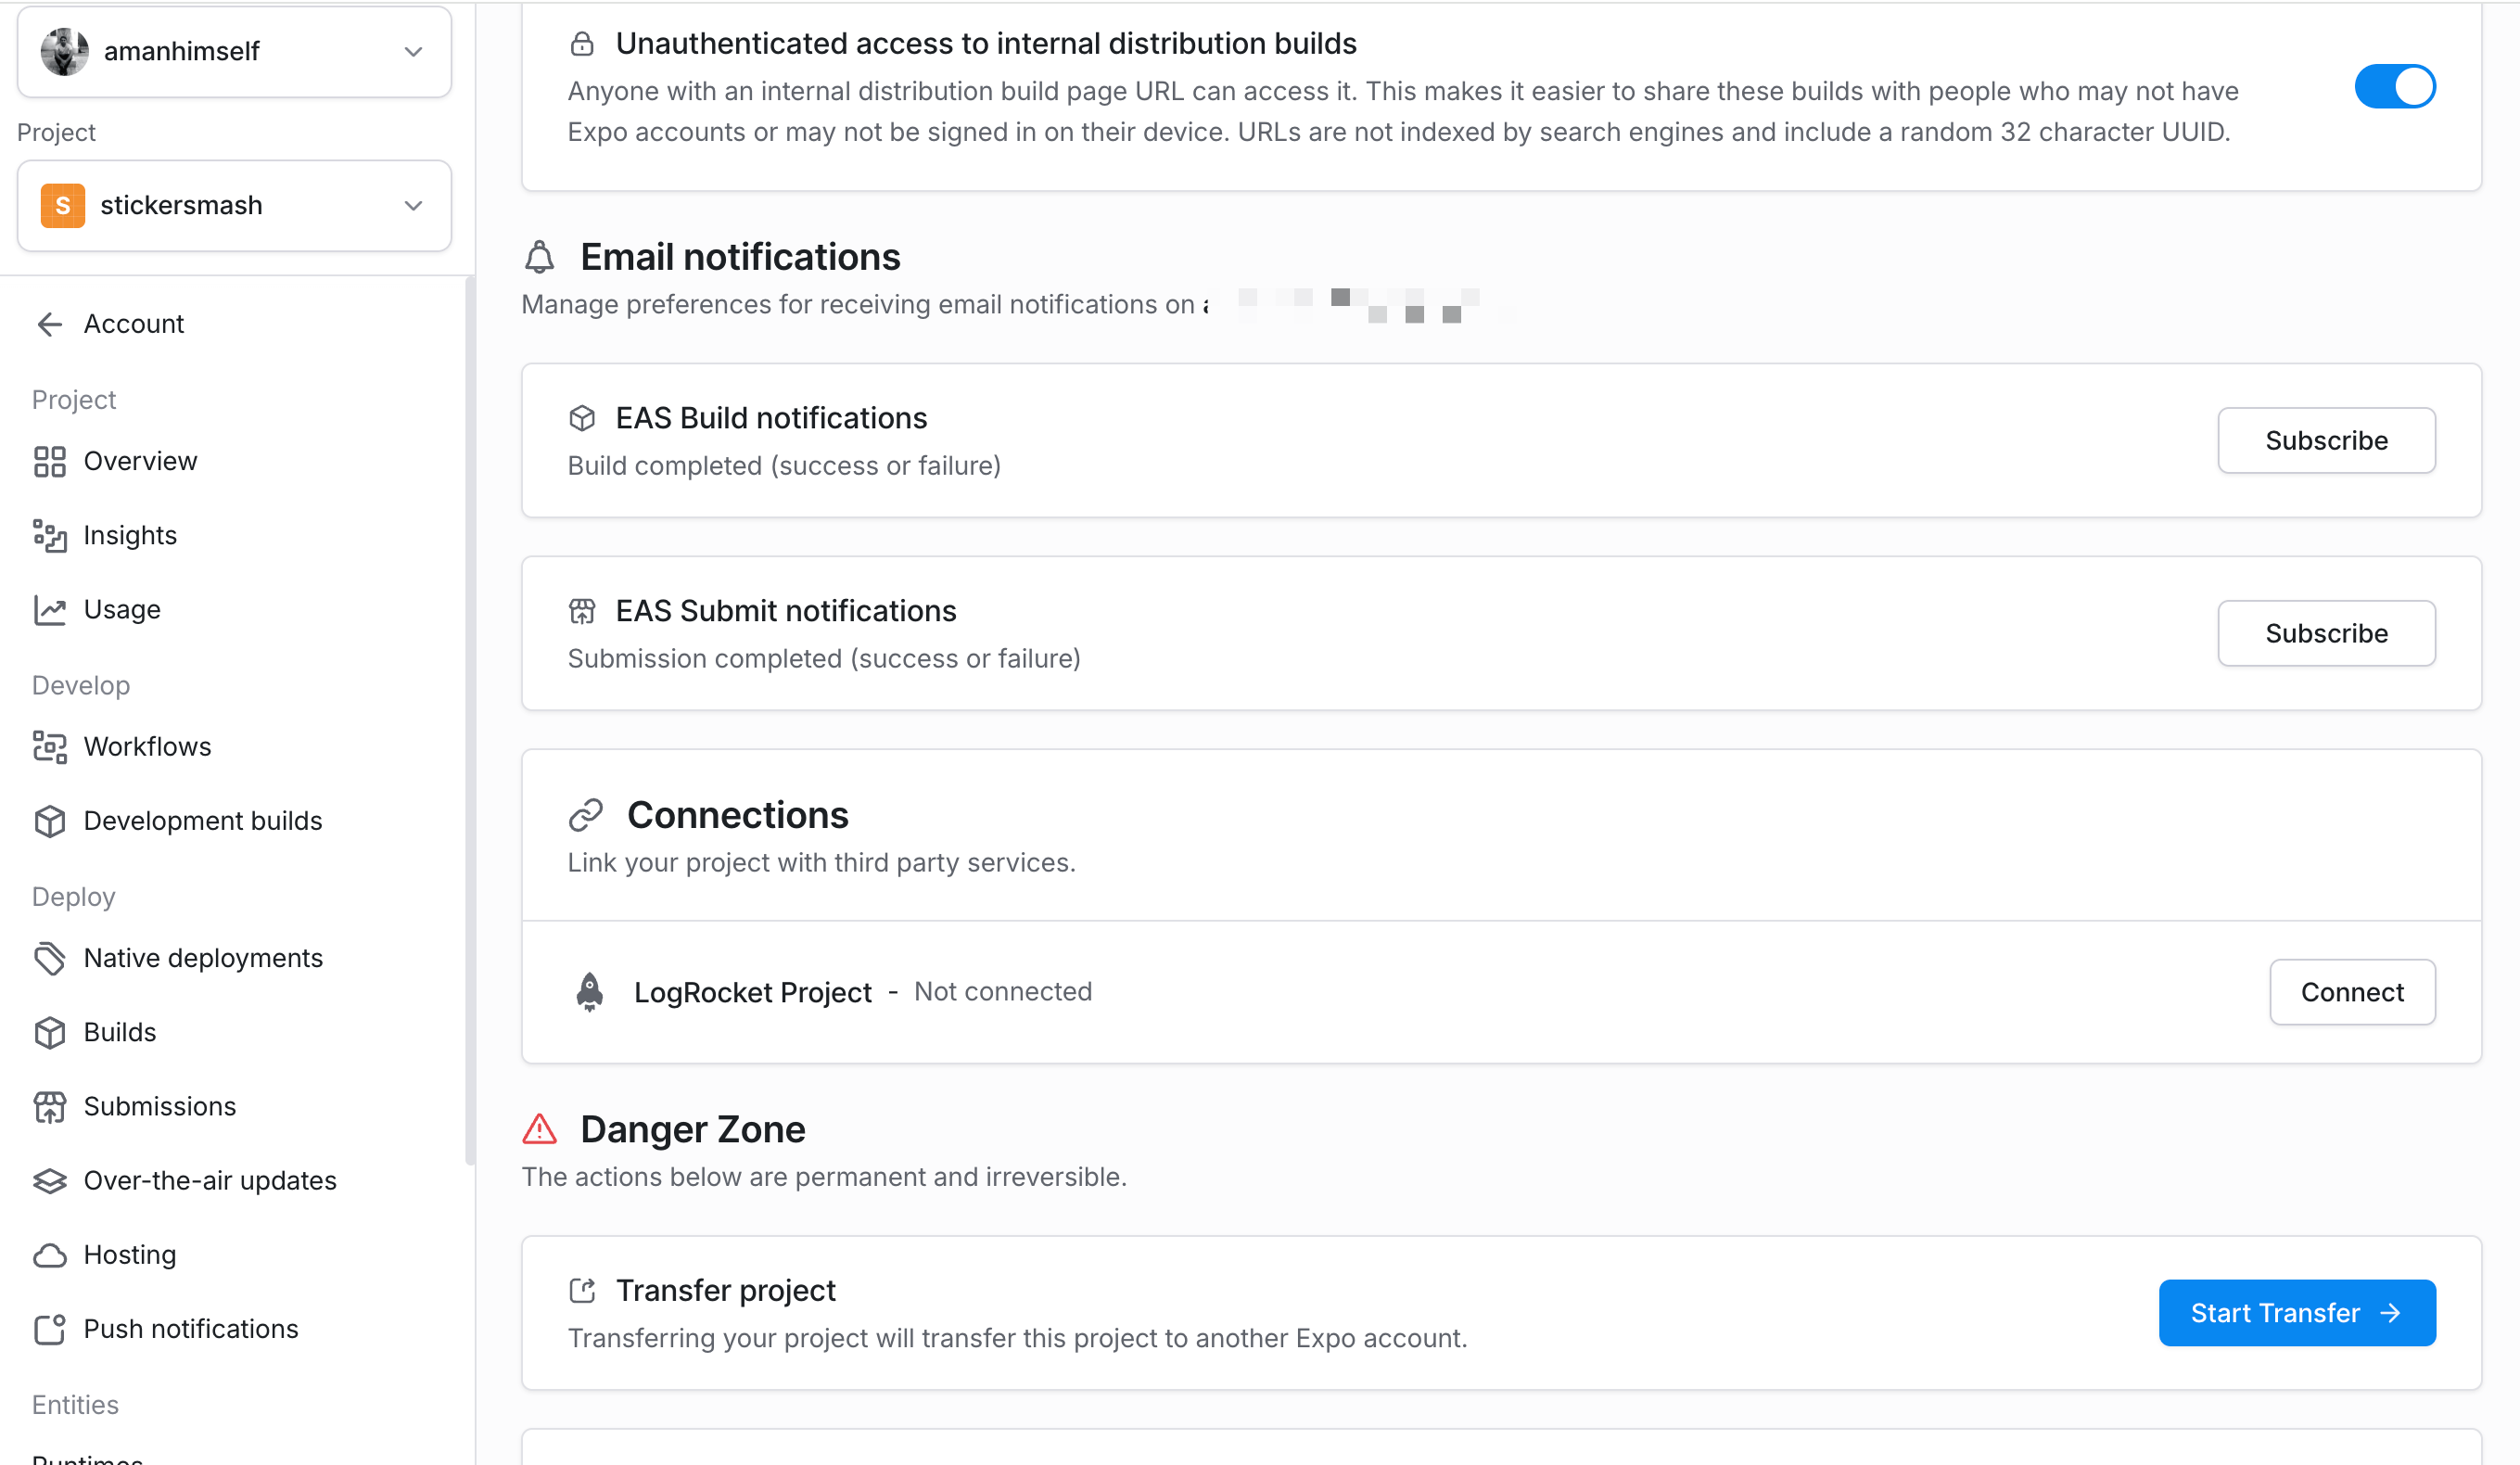 amanhimself
Project
S stickersmash
Account
Project
Overview
Insights
Usage
Develop
Workflows
Development builds
Deploy
Native deployments
Builds
Submissions
Over-the-air updates
Hosting
Push notifications
Entities
Runtimes
Unauthenticated access to internal distribution builds
Anyone with an internal distribution build page URL can access it. This makes it easier to share these builds with people who may not have
Expo accounts or may not be signed in on their device. URLs are not indexed by search engines and include a random 32 character UUID.
Email notifications
Manage preferences for receiving email notifications on
EAS Build notifications
Build completed (success or failure)
Subscribe
EAS Submit notifications
Submission completed (success or failure)
Subscribe
Connections
Link your project with third party services.
LogRocket Project - Not connected
Connect
Danger Zone
The actions below are permanent and irreversible.
Transfer project
Transferring your project will transfer this project to another Expo account.
Start Transfer